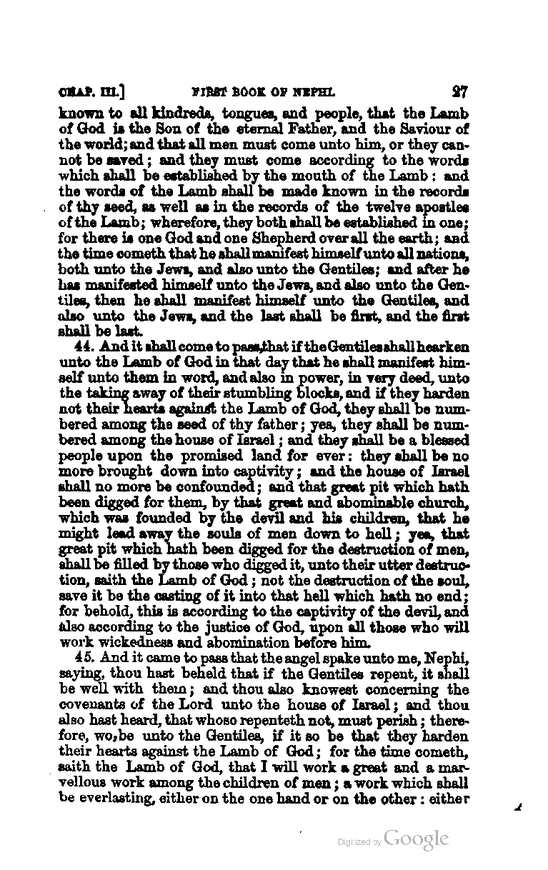 CHAP. III.] FIRST BOOK OF NEPHI. 27
known to all kindreds, tongues, and people, that the Lamb
of God is the Son of the eternal Father, and the Saviour of
the world; and that all men must come unto him, or they can-
not be saved; and they must come according to the words
which shall be established by the mouth of the Lamb: and
the words of the Lamb shall be made known in the records
of thy seed, as well as in the records of the twelve apostles
of the Lamb; wherefore, they both shall be established in one;
for there is one God and one Shepherd over all the earth; and
the time cometh that he shall manifest himself unto all nations,
both unto the Jews, and also unto the Gentiles; and after he
has manifested himself unto the Jews, and also unto the Gen-
tiles, then he shall manifest himself unto the Gentiles, and
also unto the Jews, and the last shall be first, and the first
shall be last.
44. And it shall come to pass, that if the Gentiles shall hearken
unto the Lamb of God in that day that he shall manifest him-
self unto them in word, and also in power, in very deed, unto
the taking away of their stumbling blocks, and if they harden
not their hearts against the Lamb of God, they shall be num-
bered among the seed of thy father; yea, they shall be num-
bered among the house of Israel; and they shall be a blessed
people upon the promised land for ever: they shall be no
more brought down into captivity; and the house of Israel
shall no more be confounded; and that great pit which hath
been digged for them, by that great and abominable church,
which was founded by the devil and his children, that he
might lead away the souls of men down to hell; yea, that
great pit which hath been digged for the destruction of men,
shall be filled by those who digged it, unto their utter destruc-
tion, saith the Lamb of God; not the destruction of the soul,
save it be the casting of it into that hell which hath no end;
for behold, this is according to the captivity of the devil, and
also according to the justice of God, upon all those who will
work wickedness and abomination before him.
45. And it came to pass that the angel spake unto me, Nephi,
saying, thou hast beheld that if the Gentiles repent, it shall
be well with them; and thou also knowest concerning the
covenants of the Lord unto the house of Israel; and thou
also hast heard, that whoso repenteth not, must perish; there-
fore, wo, be unto the Gentiles, if it so be that they harden
their hearts against the Lamb of God; for the time cometh,
saith the Lamb of God, that I will work a great and a mar-
vellous work among the children of men; a work which shall
be everlasting, either on the one hand or on the other: either
Digitized by Google